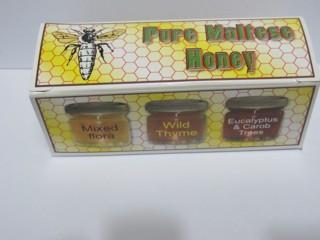 Pure Maltese
Honey
Mixed
flora
Wild
Thyme
Eucalyptus
& Carob
Trees